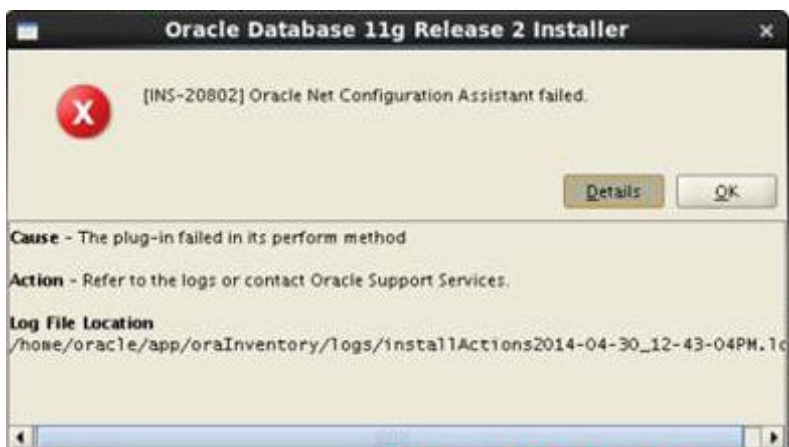 Oracle Database 11g Release 2 Installer
[INS-20802] Oracle Net Configuration Assistant failed.
Details
OK
Cause - The plug-in failed in its perform method
Action - Refer to the logs or contact Oracle Support Services.
Log File Location
/home/oracle/app/oraInventory/logs/installActions2014-04-30_12-43-04PM.lo